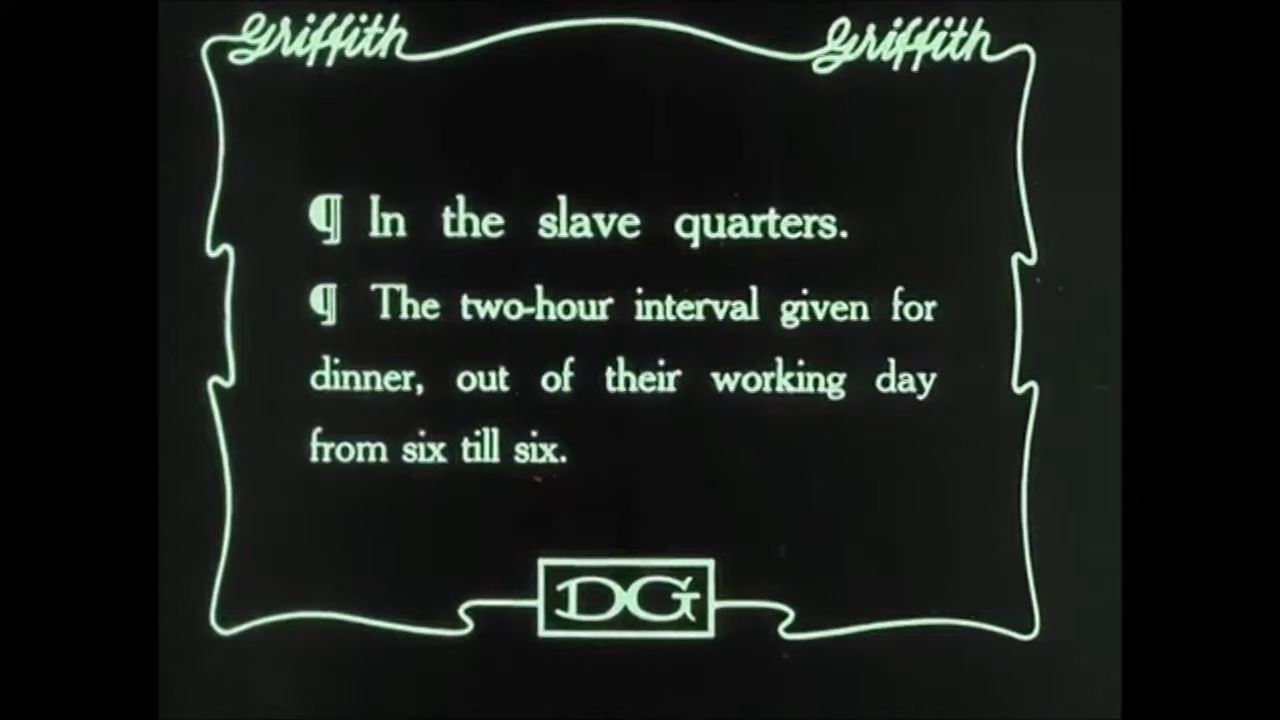 Griffith Griffith
¶ In the slave quarters.
¶ The two-hour interval given for
dinner, out of their working day
from six till six.
DG